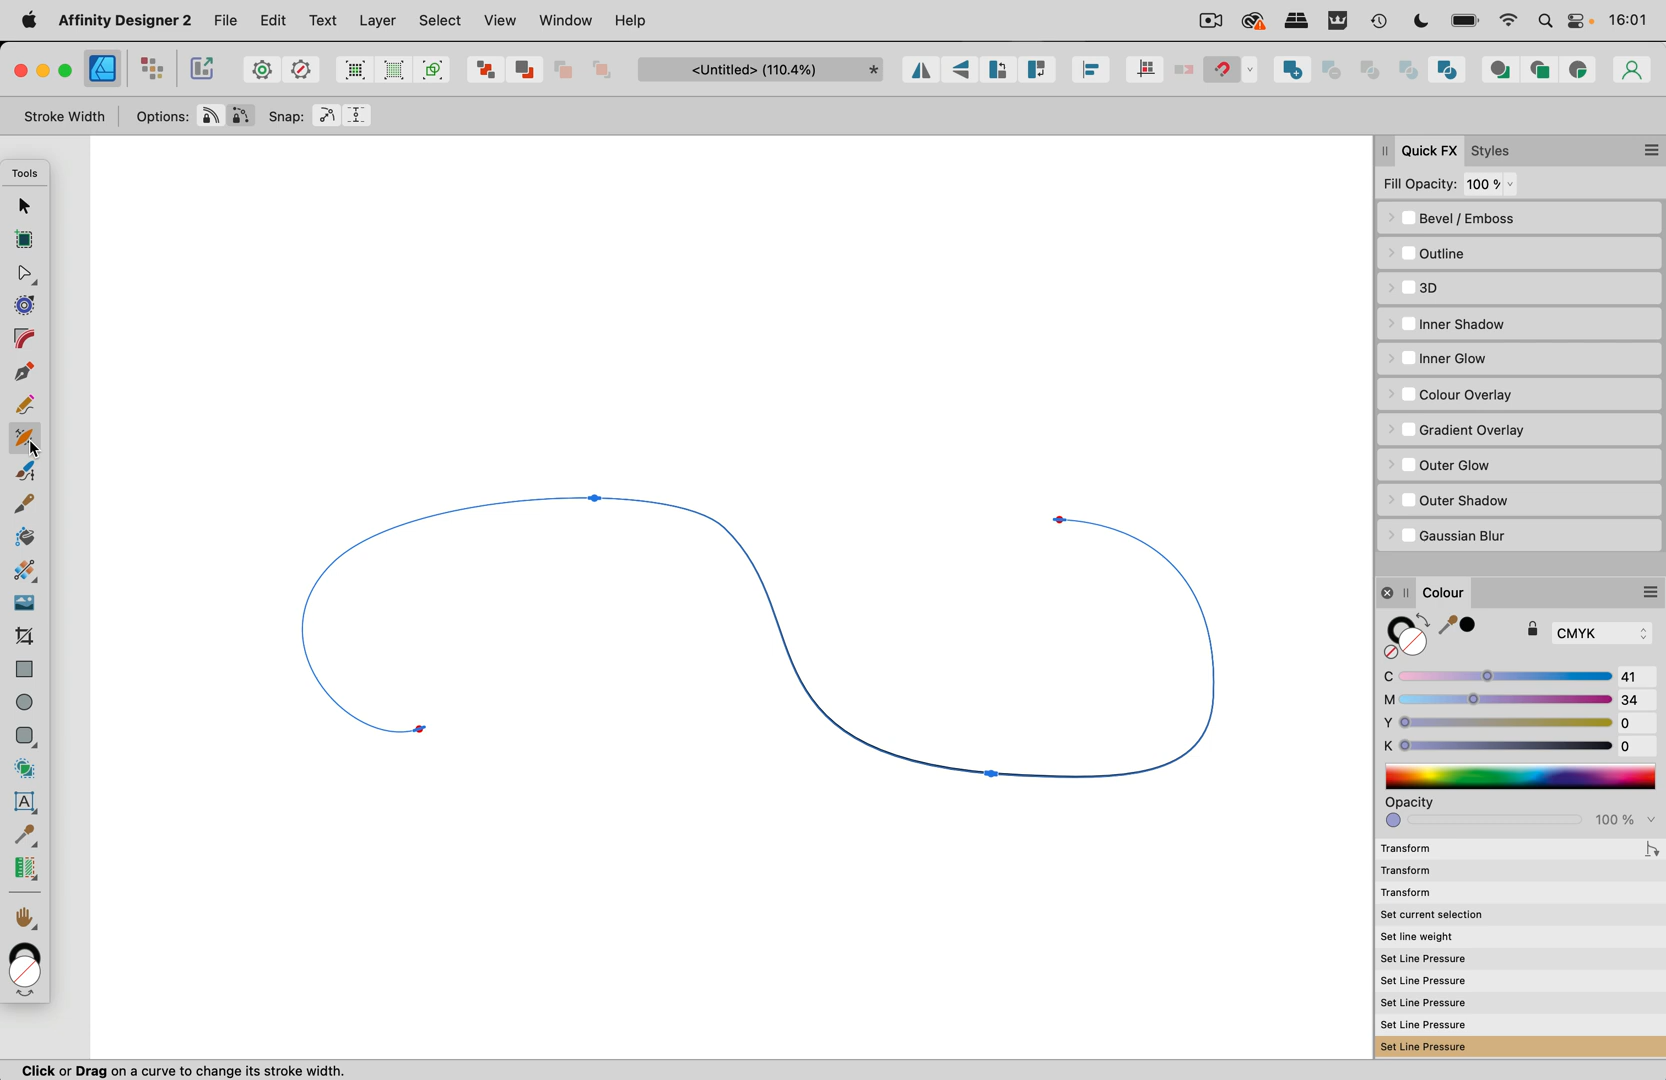 Affinity Designer 2 File Edit Text Layer Select View Window Help 16:01
<Untitled> (110.4%) *
Stroke Width Options: Snap:
Tools
A
Quick FX Styles
Fill Opacity: 100 %
Bevel / Emboss
Outline
3D
Inner Shadow
Inner Glow
Colour Overlay
Gradient Overlay
Outer Glow
Outer Shadow
Gaussian Blur
Colour
CMYK
C 41
M 34
Y 0
K 0
Opacity
100 %
Transform
Transform
Transform
Set current selection
Set line weight
Set Line Pressure
Set Line Pressure
Set Line Pressure
Set Line Pressure
Set Line Pressure
Click or Drag on a curve to change its stroke width.